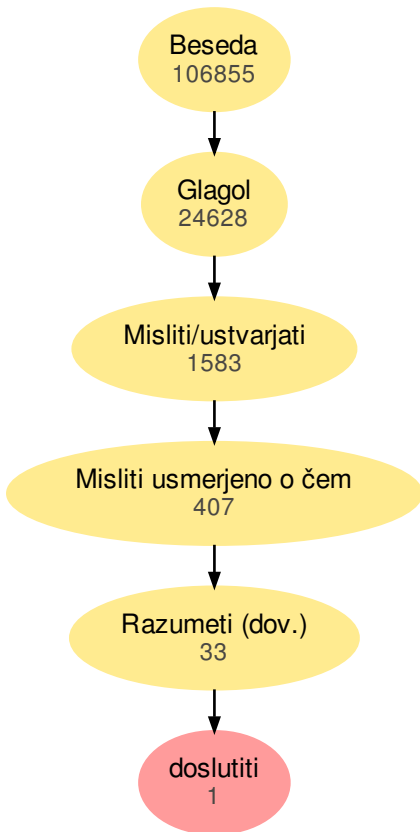 Beseda
106855
Glagol
24628
Misliti/ustvarjati
1583
Misliti usmerjeno o čem
407
Razumeti (dov.)
33
doslutiti
1